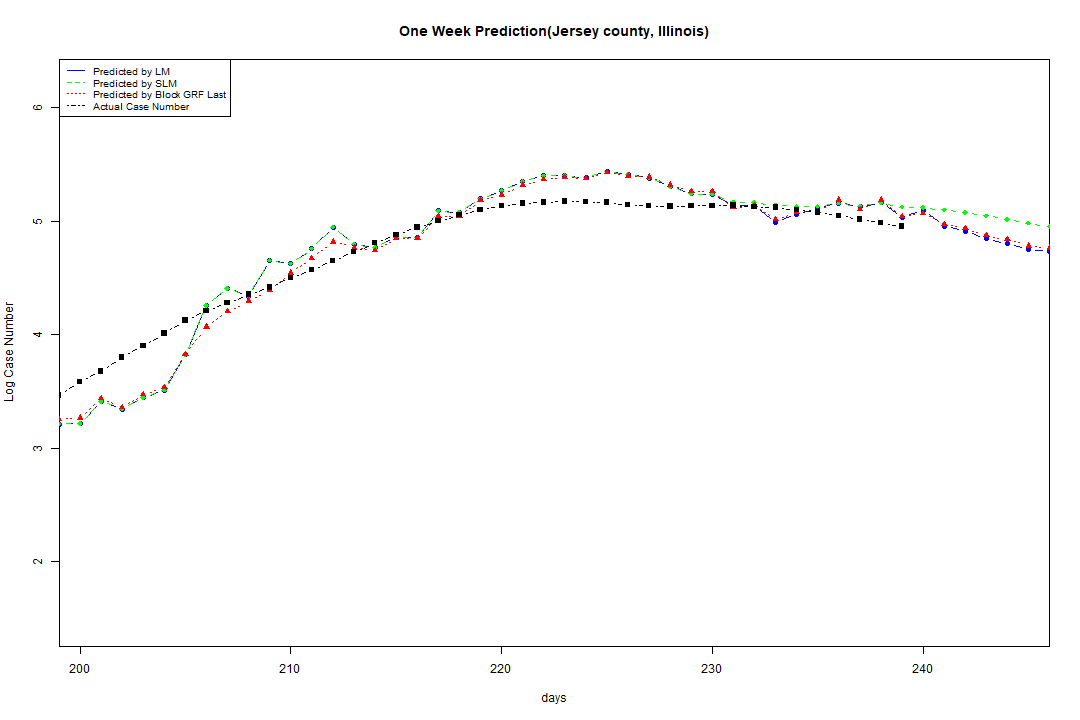 One Week Prediction(Jersey county, Illinois)
Predicted by LM
Predicted by SLM
Predicted by Block GRF Last
Actual Case Number
6
5
4
3
2
Log Case Number
200 210 220 230 240
days